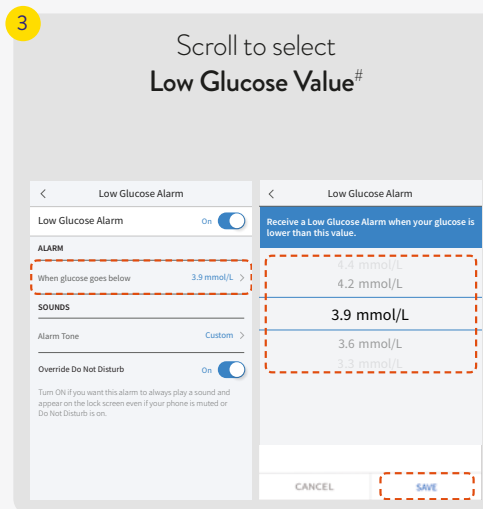 3
Scroll to select
Low Glucose Value#
< Low Glucose Alarm
Low Glucose Alarm On
ALARM
When glucose goes below 3.9 mmol/L >
SOUNDS
Alarm Tone Custom >
Override Do Not Disturb On
Turn ON if you want this alarm to always play a sound and
appear on the lock screen even if your phone is muted or
Do Not Disturb is on.
< Low Glucose Alarm
Receive a Low Glucose Alarm when your glucose is
lower than this value.
4.4 mmol/L
4.2 mmol/L
3.9 mmol/L
3.6 mmol/L
3.3 mmol/L
CANCEL SAVE